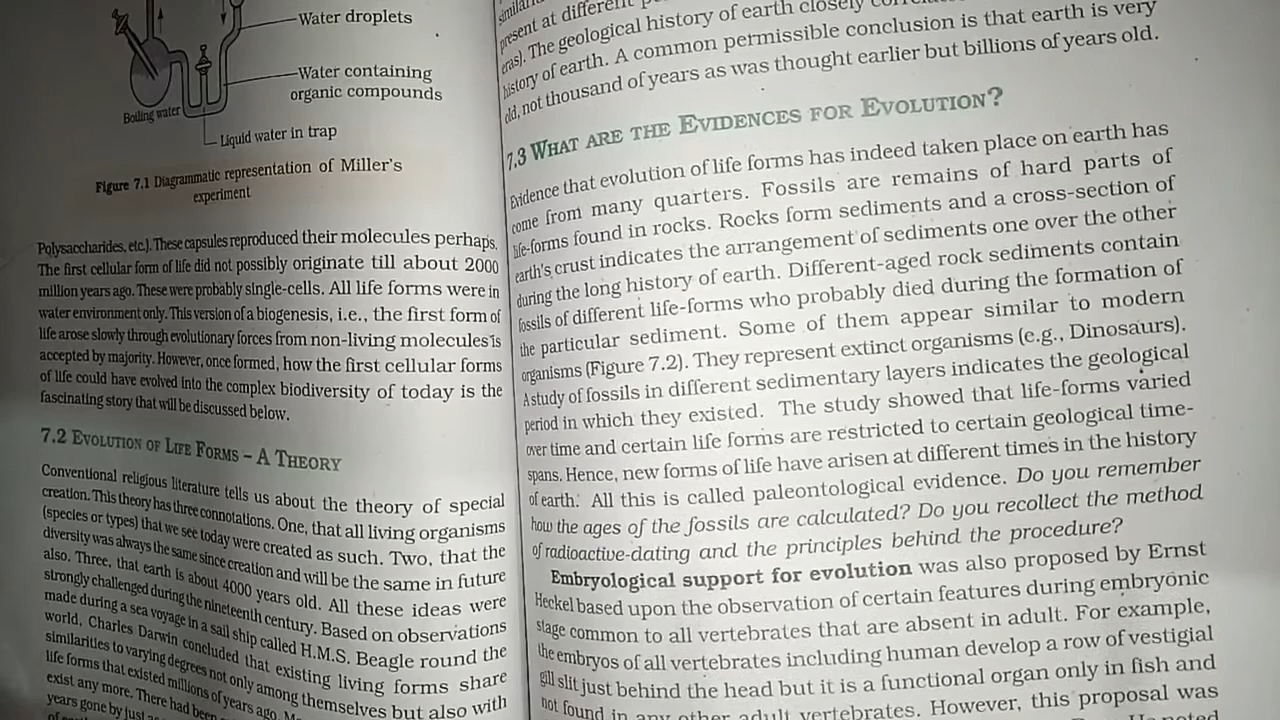 Water droplets
Water containing
organic compounds
Boiling water
Liquid water in trap
Figure 7.1 Diagrammatic representation of Miller's
experiment
Polysaccharides, etc.). These capsules reproduced their molecules perhaps.
The first cellular form of life did not possibly originate till about 2000
million years ago. These were probably single-cells. All life forms were in
water environment only. This version of a biogenesis, i.e., the first form of
life arose slowly through evolutionary forces from non-living molecules is
accepted by majority. However, once formed, how the first cellular forms
of life could have evolved into the complex biodiversity of today is the
fascinating story that will be discussed below.
7.2 EVOLUTION OF LIFE FORMS – A THEORY
Conventional religious literature tells us about the theory of special
creation. This theory has three connotations. One, that all living organisms
(species or types) that we see today were created as such. Two, that the
diversity was always the same since creation and will be the same in future
also. Three, that earth is about 4000 years old. All these ideas were
strongly challenged during the nineteenth century. Based on observations
made during a sea voyage in a sail ship called H.M.S. Beagle round the
world, Charles Darwin concluded that existing living forms share
similarities to varying degrees not only among themselves but also with
life forms that existed millions of years ago.
exist any more. There had been
years gone by just
present at different
eras). The geological history of earth closely
history of earth. A common permissible conclusion is that earth is very
old, not thousand of years as was thought earlier but billions of years old.
7.3 WHAT ARE THE EVIDENCES FOR EVOLUTION?
Evidence that evolution of life forms has indeed taken place on earth has
come from many quarters. Fossils are remains of hard parts of
life-forms found in rocks. Rocks form sediments and a cross-section of
earth's crust indicates the arrangement of sediments one over the other
during the long history of earth. Different-aged rock sediments contain
fossils of different life-forms who probably died during the formation of
the particular sediment. Some of them appear similar to modern
organisms (Figure 7.2). They represent extinct organisms (e.g., Dinosaurs).
A study of fossils in different sedimentary layers indicates the geological
period in which they existed. The study showed that life-forms varied
over time and certain life forms are restricted to certain geological time-
spans. Hence, new forms of life have arisen at different times in the history
of earth. All this is called paleontological evidence. Do you remember
how the ages of the fossils are calculated? Do you recollect the method
of radioactive-dating and the principles behind the procedure?
Embryological support for evolution was also proposed by Ernst
Heckel based upon the observation of certain features during embryonic
stage common to all vertebrates that are absent in adult. For example,
the embryos of all vertebrates including human develop a row of vestigial
gill slit just behind the head but it is a functional organ only in fish and
not found in any other adult vertebrates. However, this proposal was
noted